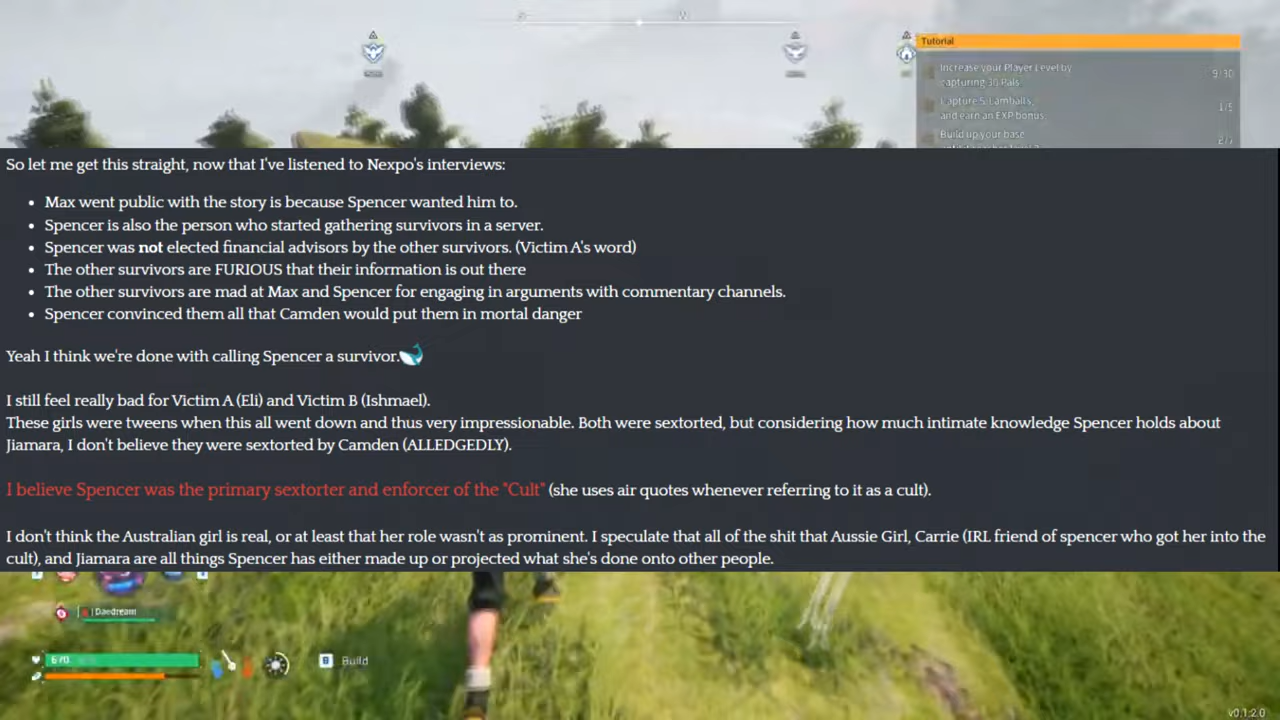 Tutorial
Increase your Player Level by
capturing 30 Pals.
9/30
Capture 5 Lamballs,
and earn an EXP bonus.
1/5
Build up your base
2/7
So let me get this straight, now that I've listened to Nexpo's interviews:
• Max went public with the story is because Spencer wanted him to.
• Spencer is also the person who started gathering survivors in a server.
• Spencer was not elected financial advisors by the other survivors. (Victim A's word)
• The other survivors are FURIOUS that their information is out there
• The other survivors are mad at Max and Spencer for engaging in arguments with commentary channels.
• Spencer convinced them all that Camden would put them in mortal danger
Yeah I think we're done with calling Spencer a survivor.
I still feel really bad for Victim A (Eli) and Victim B (Ishmael).
These girls were tweens when this all went down and thus very impressionable. Both were sextorted, but considering how much intimate knowledge Spencer holds about
Jiamara, I don't believe they were sextorted by Camden (ALLEDGEDLY).
I believe Spencer was the primary sextorter and enforcer of the "Cult" (she uses air quotes whenever referring to it as a cult).
I don't think the Australian girl is real, or at least that her role wasn't as prominent. I speculate that all of the shit that Aussie Girl, Carrie (IRL friend of spencer who got her into the
cult), and Jiamara are all things Spencer has either made up or projected what she's done onto other people.
Daedream
670
B Build
v0.1.2.0